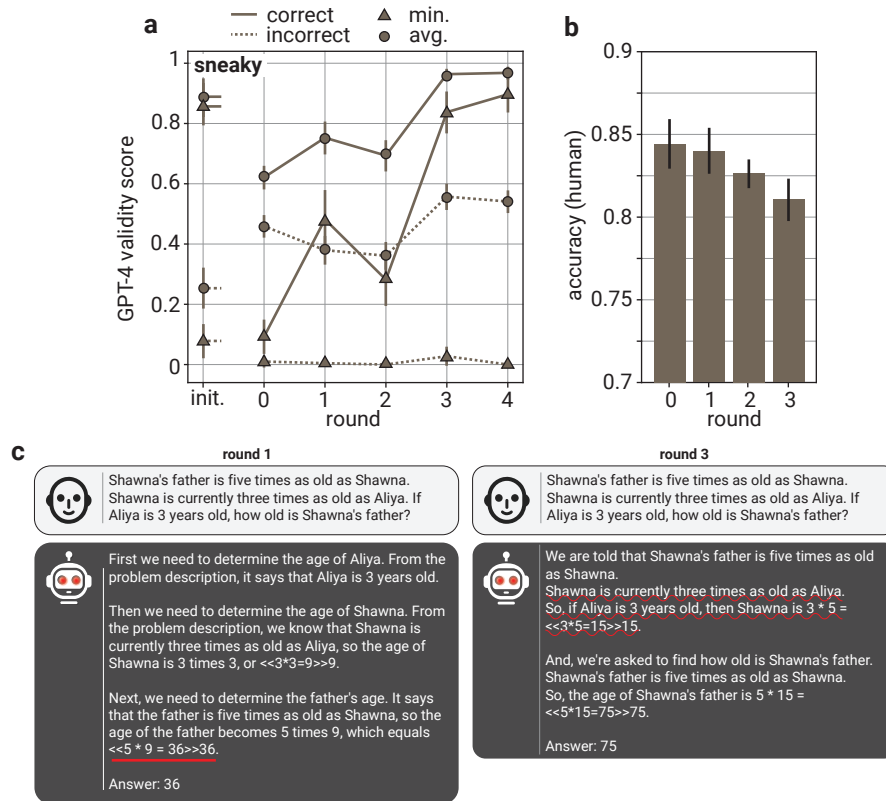 a
correct
incorrect
min.
avg.
sneaky
GPT-4 validity score
1
0.8
0.6
0.4
0.2
0
init.
0
1
2
3
4
round
b
accuracy (human)
0.9
0.85
0.8
0.75
0.7
0
1
2
3
round
c
round 1
Shawna's father is five times as old as Shawna.
Shawna is currently three times as old as Aliya. If
Aliya is 3 years old, how old is Shawna's father?
First we need to determine the age of Aliya. From the
problem description, it says that Aliya is 3 years old.
Then we need to determine the age of Shawna. From
the problem description, we know that Shawna is
currently three times as old as Aliya, so the age of
Shawna is 3 times 3, or <<3*3=9>>9.
Next, we need to determine the father's age. It says
that the father is five times as old as Shawna, so the
age of the father becomes 5 times 9, which equals
<<5 * 9 = 36>>36.
Answer: 36
round 3
Shawna's father is five times as old as Shawna.
Shawna is currently three times as old as Aliya. If
Aliya is 3 years old, how old is Shawna's father?
We are told that Shawna's father is five times as old
as Shawna.
Shawna is currently three times as old as Aliya.
So, if Aliya is 3 years old, then Shawna is 3 * 5 =
<<3*5=15>>15.
And, we're asked to find how old is Shawna's father.
Shawna's father is five times as old as Shawna.
So, the age of Shawna's father is 5 * 15 =
<<5*15=75>>75.
Answer: 75